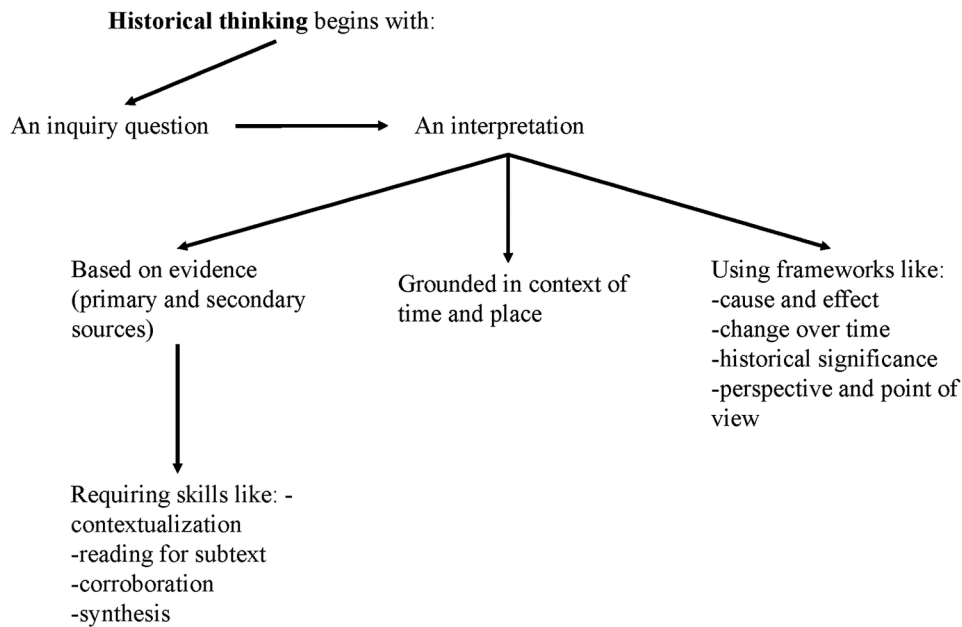 Historical thinking begins with:
An inquiry question
An interpretation
Based on evidence
(primary and secondary
sources)
Grounded in context of
time and place
Using frameworks like:
-cause and effect
-change over time
-historical significance
-perspective and point of
view
Requiring skills like: -
contextualization
-reading for subtext
-corroboration
-synthesis